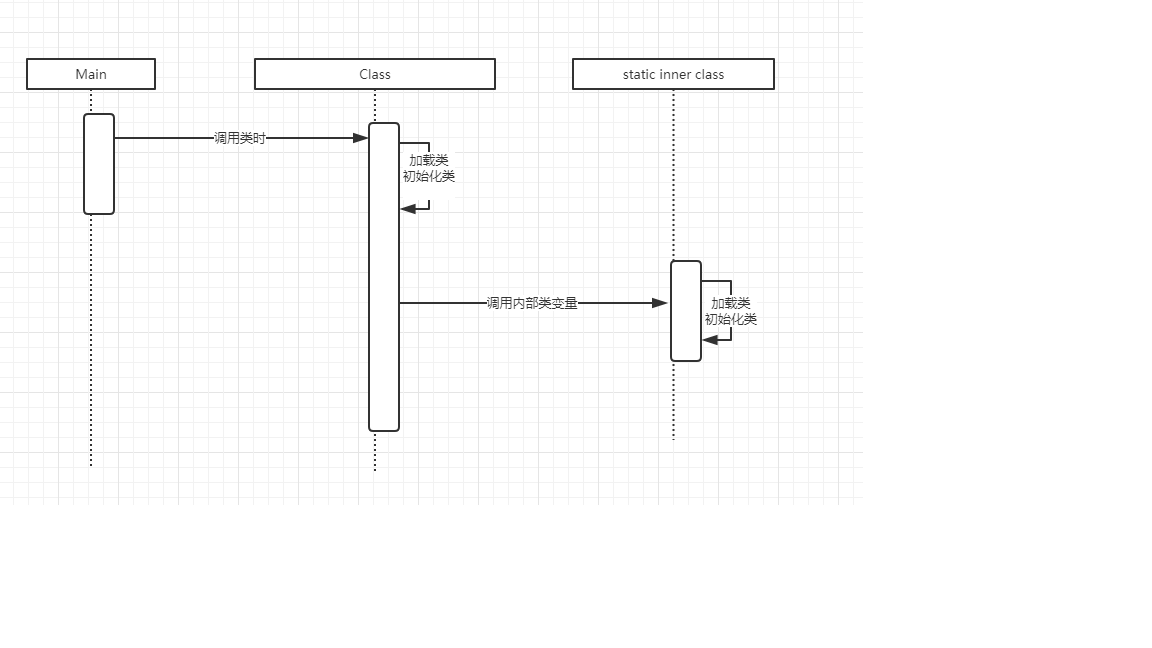 Main
Class
static inner class
调用类时
加载类
初始化类
调用内部类变量
加载类
初始化类